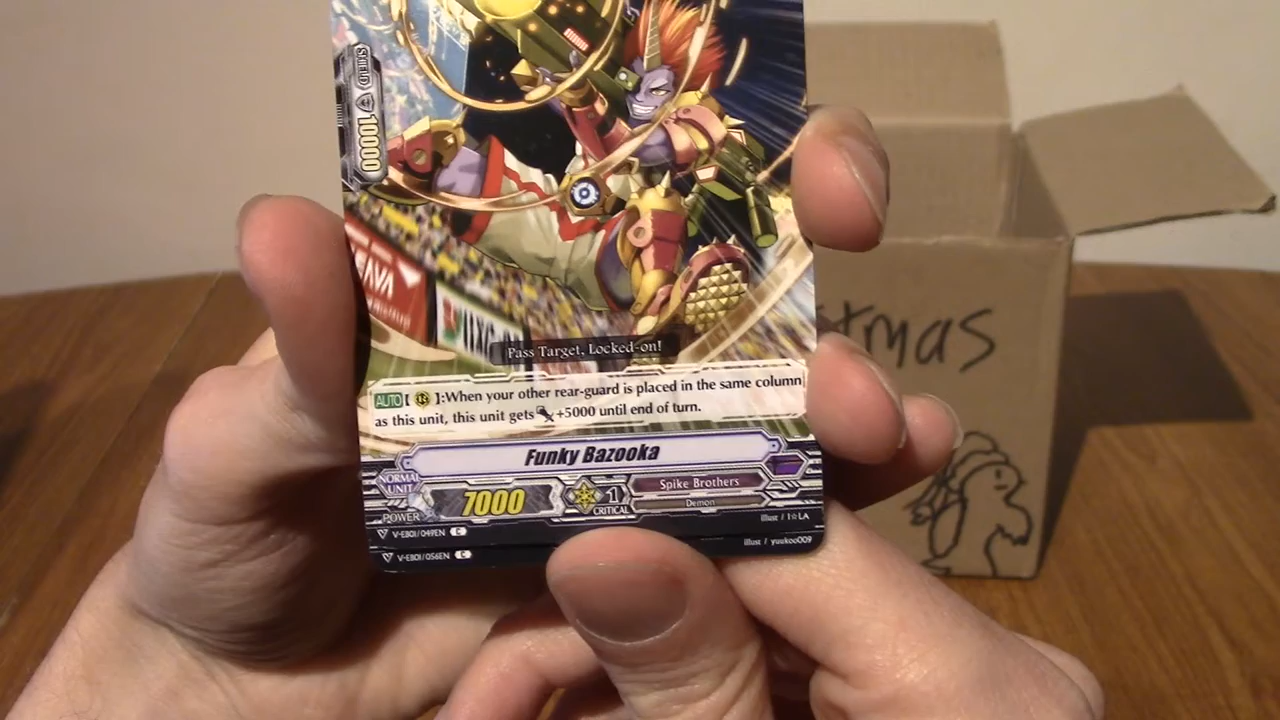 SHIELD
10000
Pass Target, Locked-on!
AUTO【 】:When your other rear-guard is placed in the same column
as this unit, this unit gets +5000 until end of turn.
Funky Bazooka
NORMAL
UNIT
POWER
7000
1
CRITICAL
Spike Brothers
Demon
V-EB01/049EN C
illust / I☆LA
V-EB01/056EN C
illust / yuukoo009
tmas